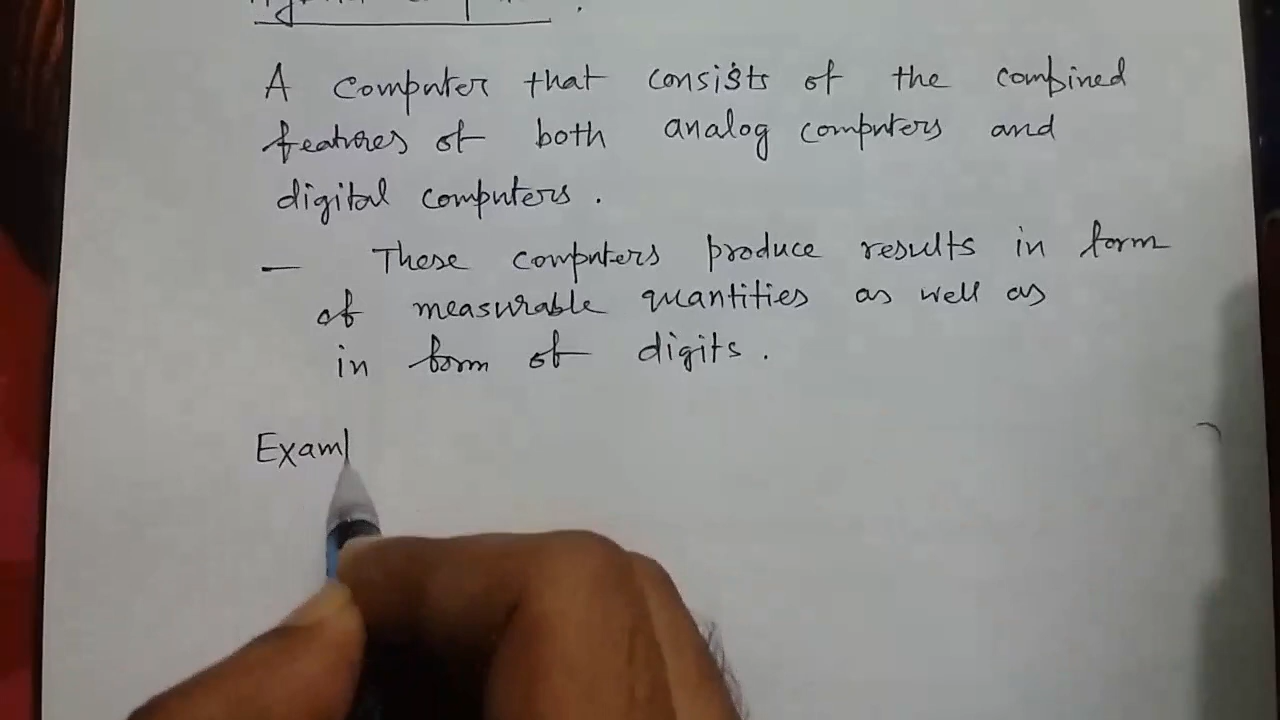 A computer that consists of the combined
features of both analog computers and
digital computers .
— These computers produce results in form
of measurable quantities as well as
in form of digits .
Exam